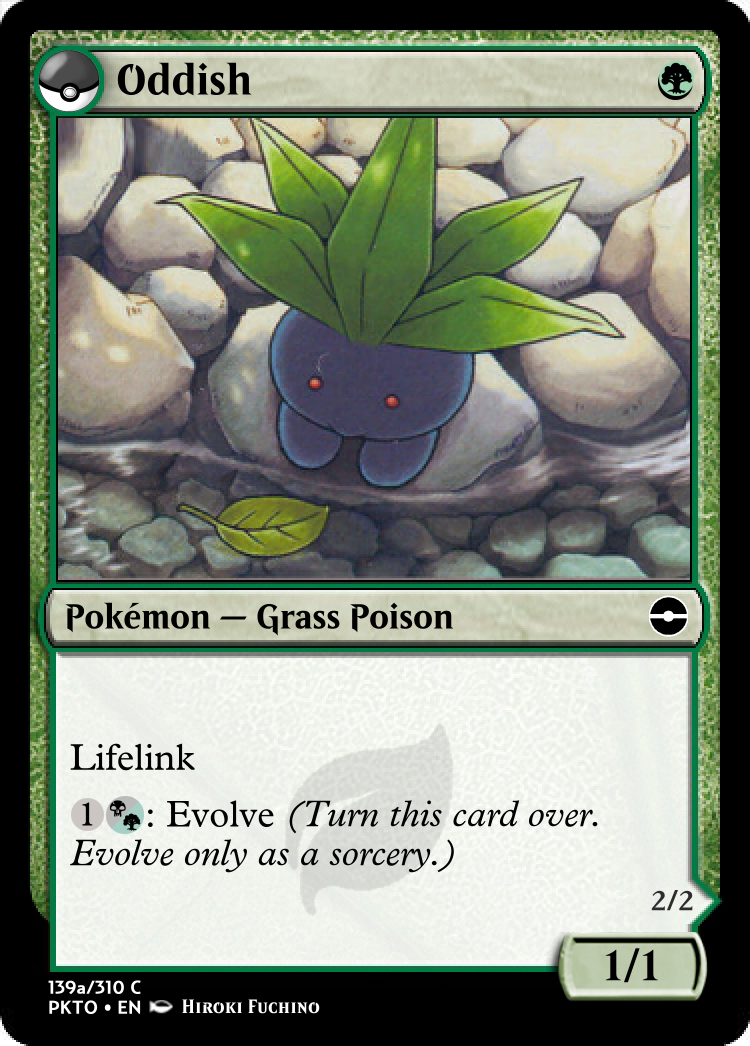 Oddish
Pokémon — Grass Poison
Lifelink
1: Evolve (Turn this card over.
Evolve only as a sorcery.)
2/2
1/1
139a/310 C
PKTO • EN HIROKI FUCHINO